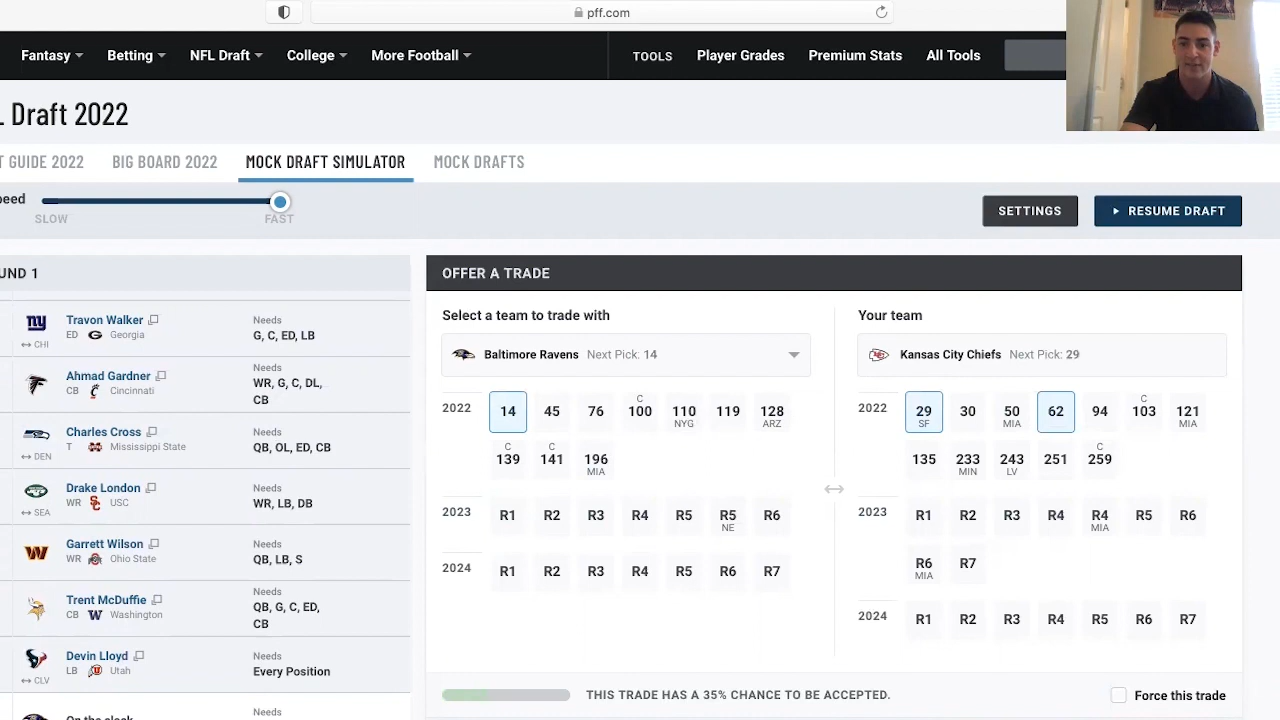 pff.com
Fantasy Betting NFL Draft College More Football TOOLS Player Grades Premium Stats All Tools
L Draft 2022
T GUIDE 2022 BIG BOARD 2022 MOCK DRAFT SIMULATOR MOCK DRAFTS
peed
SLOW FAST
SETTINGS RESUME DRAFT
UND 1
ny
↔ CHI
Travon Walker
ED G Georgia
Needs
G, C, ED, LB
Ahmad Gardner
CB Cincinnati
Needs
WR, G, C, DL,
CB
↔ DEN
Charles Cross
T Mississippi State
Needs
QB, OL, ED, CB
↔ SEA
Drake London
WR SC USC
Needs
WR, LB, DB
W
Garrett Wilson
WR Ohio State
Needs
QB, LB, S
Trent McDuffie
CB W Washington
Needs
QB, G, C, ED,
CB
↔ CLV
Devin Lloyd
LB Utah
Needs
Every Position
On the clock
Needs
OFFER A TRADE
Select a team to trade with
Baltimore Ravens Next Pick: 14
2022 14 45 76 C 100 110 NYG 119 128 ARZ
C 139 C 141 196 MIA
2023 R1 R2 R3 R4 R5 R5 NE R6
2024 R1 R2 R3 R4 R5 R6 R7
Your team
Kansas City Chiefs Next Pick: 29
2022 29 SF 30 50 MIA 62 94 C 103 121 MIA
135 233 MIN 243 LV 251 C 259
2023 R1 R2 R3 R4 R4 MIA R5 R6
R6 MIA R7
2024 R1 R2 R3 R4 R5 R6 R7
THIS TRADE HAS A 35% CHANCE TO BE ACCEPTED.
Force this trade